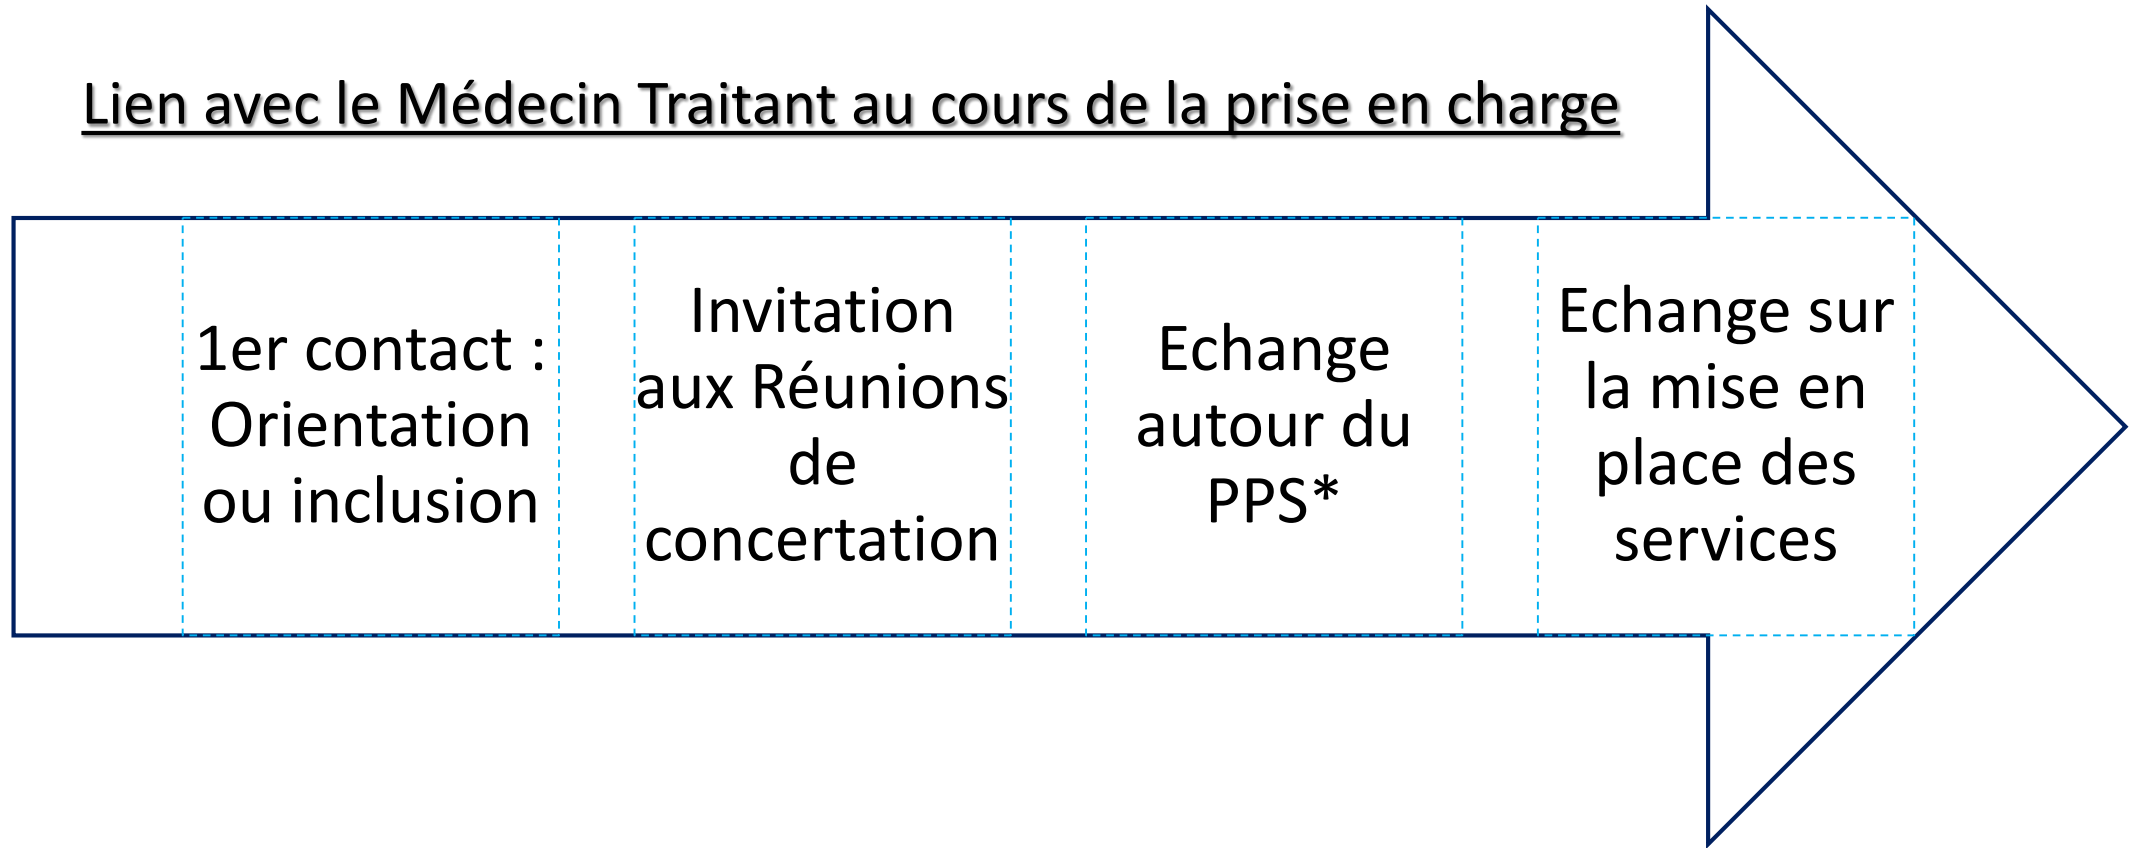 Lien avec le Médecin Traitant au cours de la prise en charge
1er contact :
Orientation
ou inclusion
Invitation
aux Réunions
de
concertation
Echange
autour du
PPS*
Echange sur
la mise en
place des
services